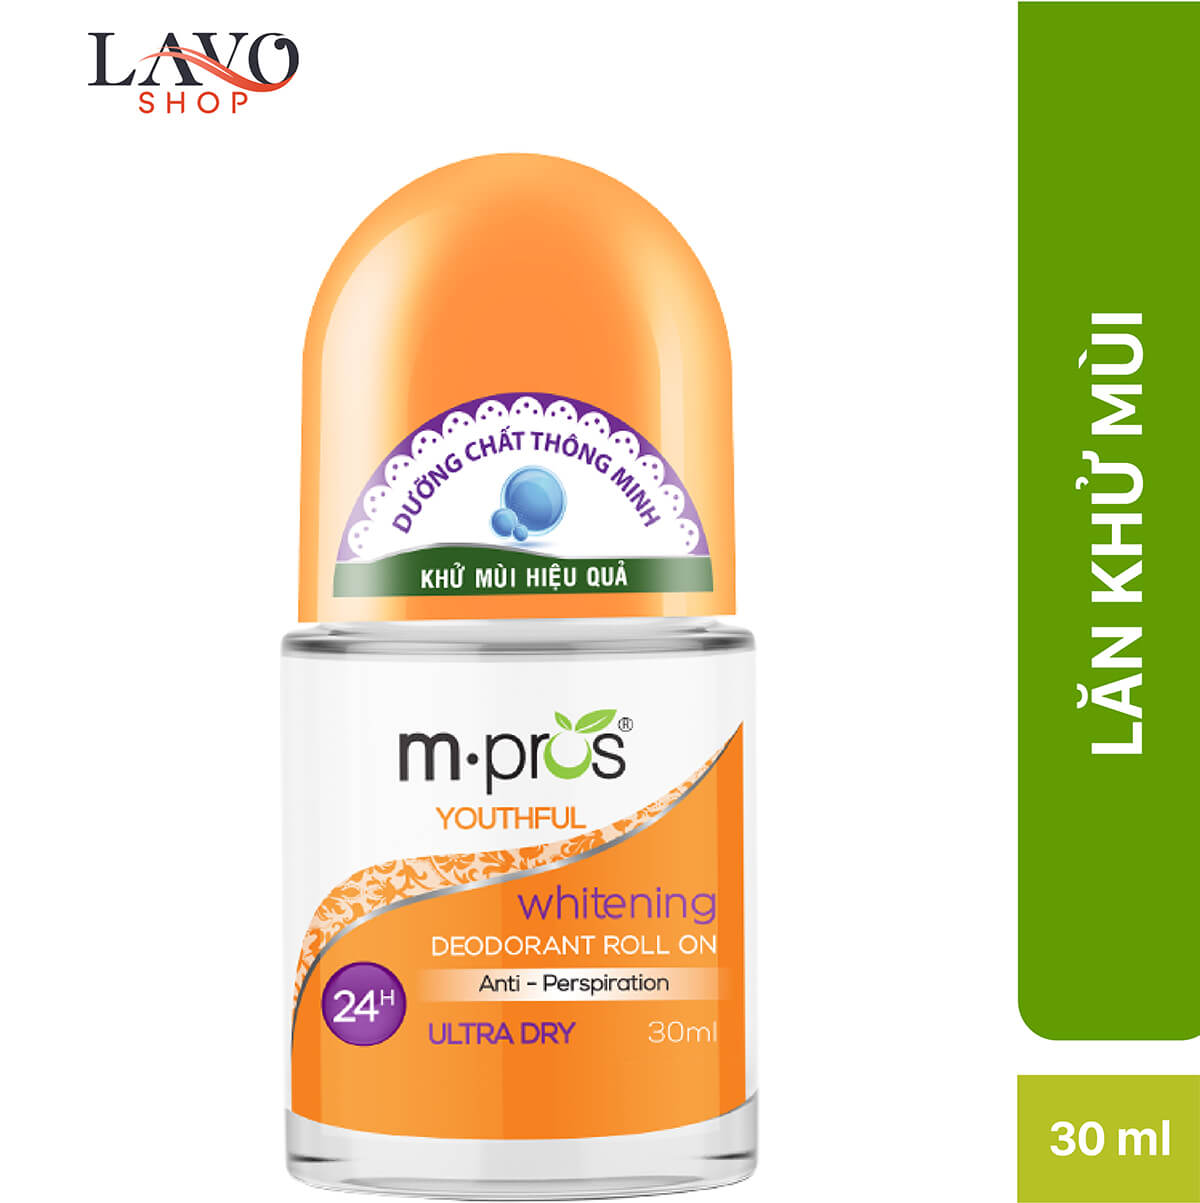 LAVO
SHOP
DƯỠNG CHẤT THÔNG MINH
KHỬ MÙI HIỆU QUẢ
m·pros®
YOUTHFUL
whitening
DEODORANT ROLL ON
Anti - Perspiration
24H
ULTRA DRY
30ml
LĂN KHỬ MÙI
30 ml